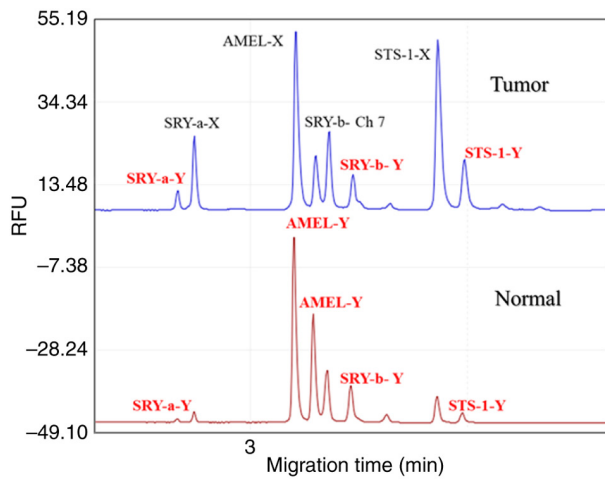 55.19
AMEL-X
STS-1-X
Tumor
34.34
SRY-a-X
SRY-b- Ch 7
SRY-a-Y
SRY-b- Y
STS-1-Y
13.48
RFU
AMEL-Y
-7.38
Normal
AMEL-Y
-28.24
SRY-b- Y
SRY-a-Y
STS-1-Y
-49.10
3
Migration time (min)